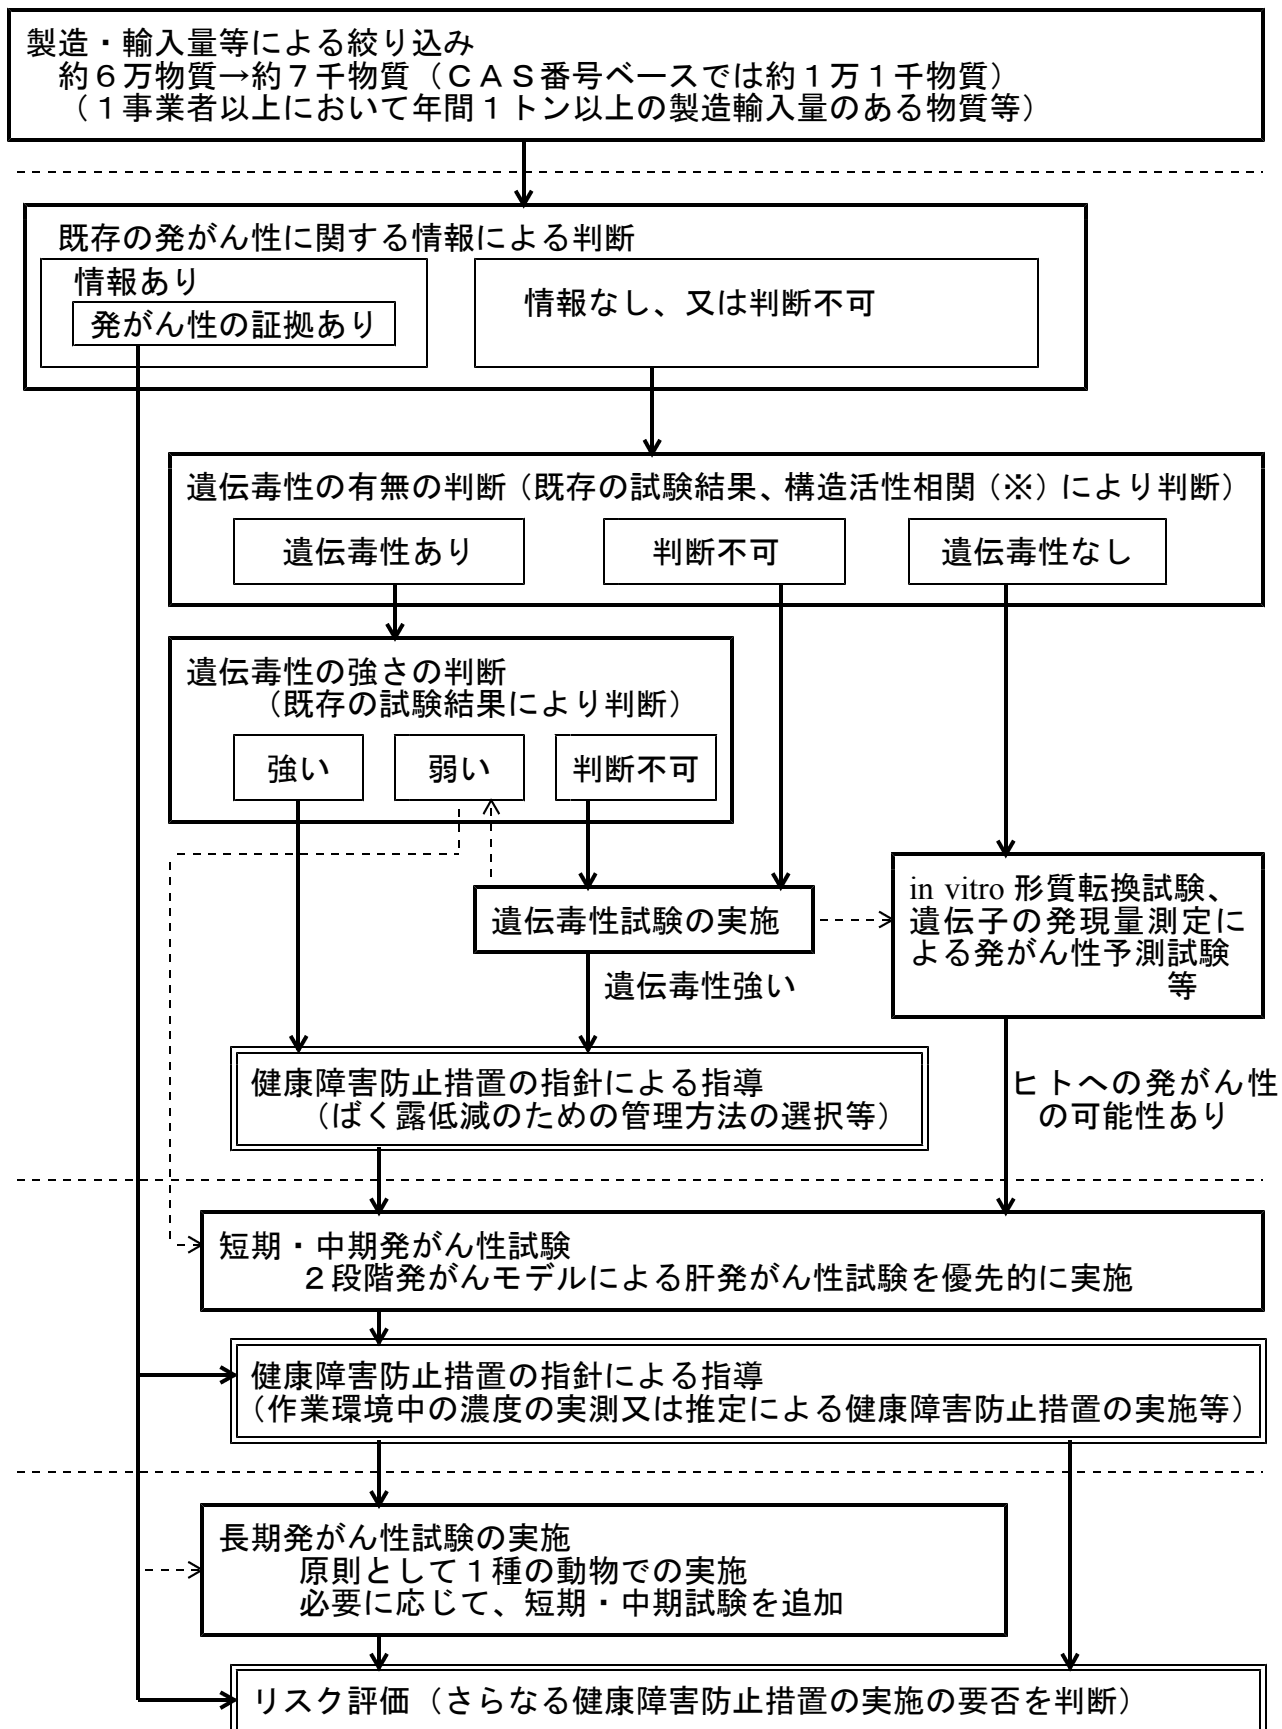 製造・輸入量等による絞り込み
約６万物質→約７千物質（ＣＡＳ番号ベースでは約１万１千物質）
（１事業者以上において年間１トン以上の製造輸入量のある物質等）
既存の発がん性に関する情報による判断
情報あり
発がん性の証拠あり
情報なし、又は判断不可
遺伝毒性の有無の判断（既存の試験結果、構造活性相関（※）により判断）
遺伝毒性あり
判断不可
遺伝毒性なし
遺伝毒性の強さの判断
（既存の試験結果により判断）
強い
弱い
判断不可
遺伝毒性試験の実施
in vitro 形質転換試験、
遺伝子の発現量測定に
よる発がん性予測試験
等
遺伝毒性強い
健康障害防止措置の指針による指導
（ばく露低減のための管理方法の選択等）
ヒトへの発がん性
の可能性あり
短期・中期発がん性試験
２段階発がんモデルによる肝発がん性試験を優先的に実施
健康障害防止措置の指針による指導
（作業環境中の濃度の実測又は推定による健康障害防止措置の実施等）
長期発がん性試験の実施
原則として１種の動物での実施
必要に応じて、短期・中期試験を追加
リスク評価（さらなる健康障害防止措置の実施の要否を判断）